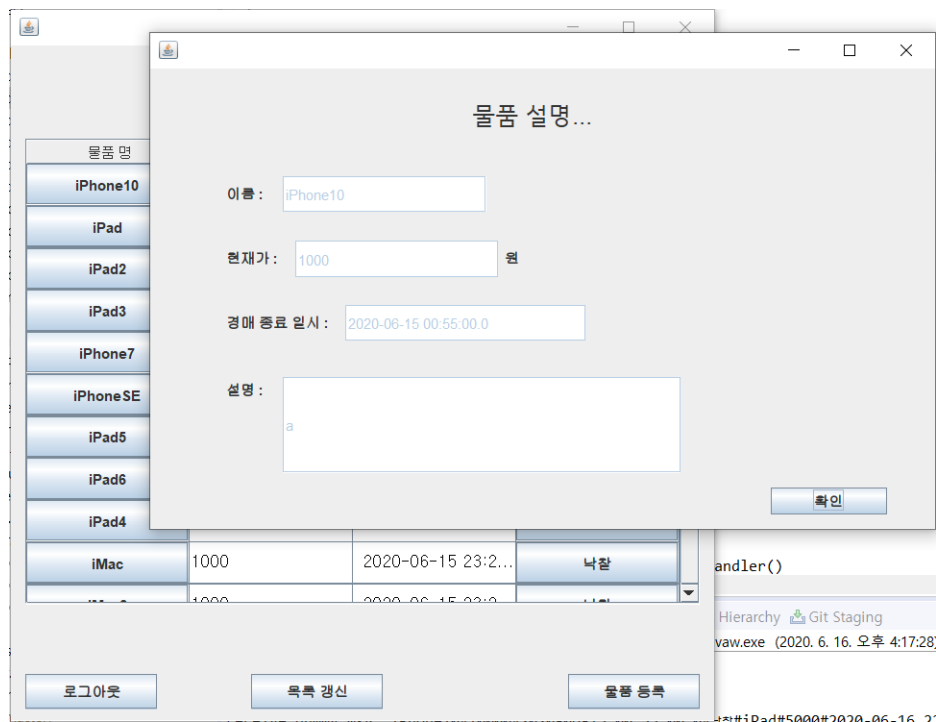 물품 설명...
이름 : iPhone10
현재가 : 1000 원
경매 종료 일시 : 2020-06-15 00:55:00.0
설명 :
a
확인
물품 명
iPhone10
iPad
iPad2
iPad3
iPhone7
iPhoneSE
iPad5
iPad6
iPad4
iMac 1000 2020-06-15 23:2... 낙찰
1000
로그아웃 목록 갱신 물품 등록
andler()
Hierarchy Git Staging
vaw.exe (2020. 6. 16. 오후 4:17:28)
#iPad#5000#2020-06-16